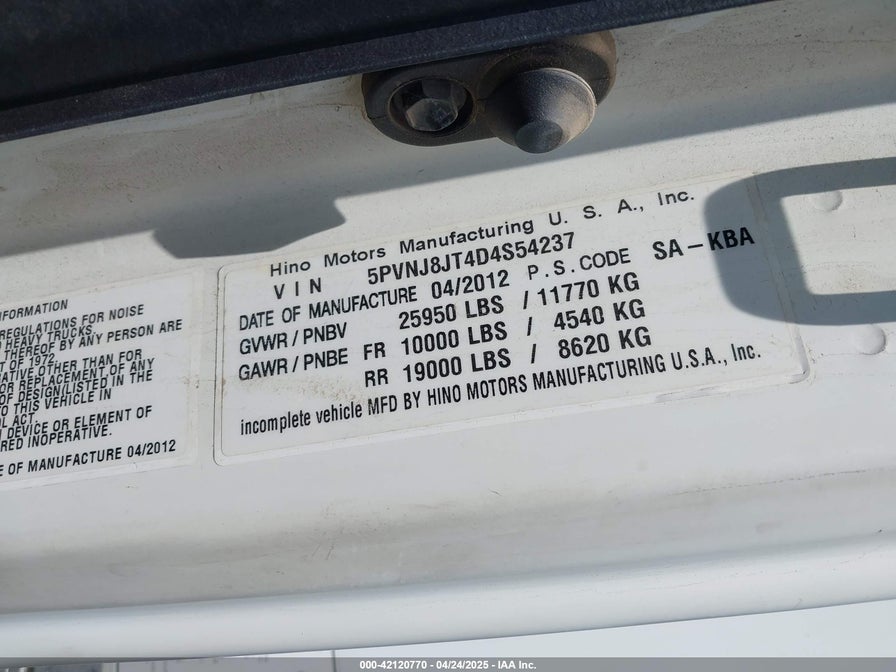 Hino Motors Manufacturing U. S. A., Inc.
VIN 5PVNJ8JT4D4S54237
DATE OF MANUFACTURE 04/2012 P.S.CODE SA-KBA
GVWR / PNBV 25950 LBS / 11770 KG
GAWR / PNBE FR 10000 LBS / 4540 KG
RR 19000 LBS / 8620 KG
incomplete vehicle MFD BY HINO MOTORS MANUFACTURING U.S.A., Inc.
INFORMATION
REGULATIONS FOR NOISE
HEAVY TRUCKS.
THEREOF BY ANY PERSON ARE
OF 1972.
OTHER THAN FOR
OR REPLACEMENT OF ANY
OF DESIGN/LISTED IN THE
TO THIS VEHICLE IN
ACT
DEVICE OR ELEMENT OF
INOPERATIVE.
OF MANUFACTURE 04/2012
000-42120770 - 04/24/2025 - IAA Inc.